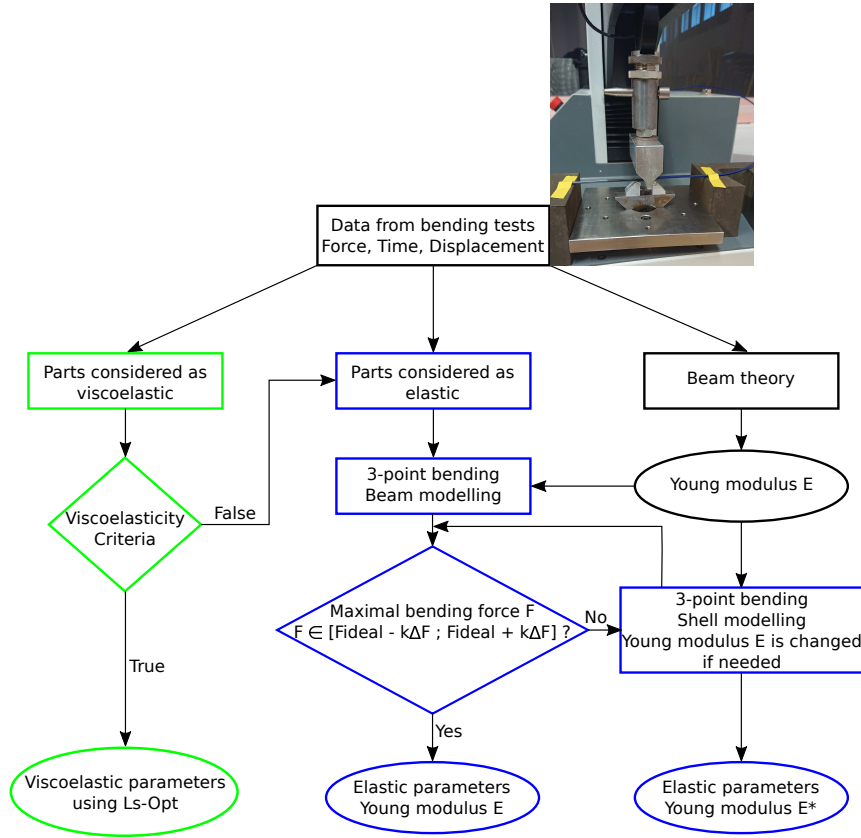 Data from bending tests
Force, Time, Displacement
Parts considered as
viscoelastic
Parts considered as
elastic
Beam theory
3-point bending
Beam modelling
Young modulus E
Viscoelasticity
Criteria
False
Maximal bending force F
F ∈ [Fideal - kΔF ; Fideal + kΔF] ?
No
3-point bending
Shell modelling
Young modulus E is changed
if needed
True
Yes
Viscoelastic parameters
using Ls-Opt
Elastic parameters
Young modulus E
Elastic parameters
Young modulus E*